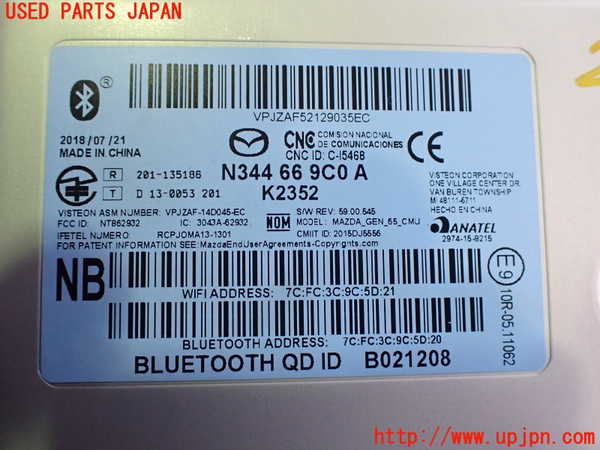 USED PARTS JAPAN
VPJZAF52129035EC
2018/07/21
MADE IN CHINA
CNC COMISION NACIONAL
DE COMUNICACIONES
CNC ID: C-15468
CE
R 201-135186
T D 13-0053 201
N344 66 9C0 A
K2352
VISTEON CORPORATION
ONE VILLAGE CENTER DR.
VAN BUREN TOWNSHIP
MI 48111-5711
HECHO EN CHINA
VISTEON ASM NUMBER: VPJZAF-14D045-EC
FCC ID: NT862932 IC: 3043A-62932
IFETEL NUMERO: RCPJOMA13-1301
NOM
S/W REV: 59.00.545
MODEL: MAZDA_GEN_65_CMU
CMIIT ID: 2015DJ5556
ANATEL
2974-15-8215
FOR PATENT INFORMATION SEE: MazdaEndUserAgreements-Copyrights.com
NB
WIFI ADDRESS: 7C:FC:3C:9C:5D:21
E9 10R-05.11062
BLUETOOTH ADDRESS: 7C:FC:3C:9C:5D:20
BLUETOOTH QD ID B021208
http://www.upjpn.com/